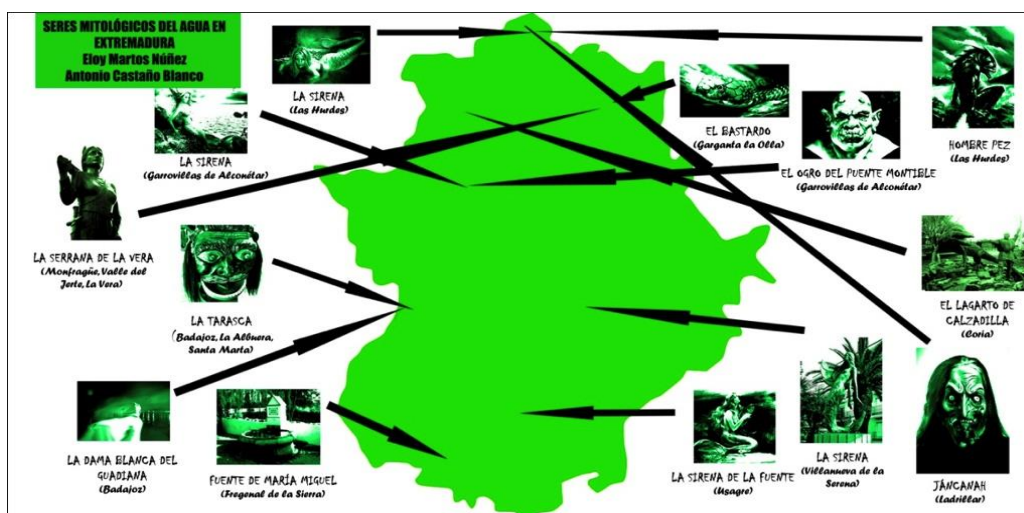 SERES MITOLÓGICOS DEL AGUA EN
EXTREMADURA
Eloy Martos Núñez
Antonio Castaño Blanco
LA SIRENA
(Las Hurdes)
LA SIRENA
(Garrovillas de Alconétar)
EL BASTARDO
(Garganta la Olla)
HOMBRE PEZ
(Las Hurdes)
EL OGRO DEL PUENTE MONTIBLE
(Garrovillas de Alconétar)
LA SERRANA DE LA VERA
(Monfragüe, Valle del
Jerte, La Vera)
LA TARASCA
(Badajoz, La Albuera,
Santa Marta)
EL LAGARTO DE
CALZADILLA
(Coria)
LA DAMA BLANCA DEL
GUADIANA
(Badajoz)
FUENTE DE MARÍA MIGUEL
(Fregenal de la Sierra)
LA SIRENA DE LA FUENTE
(Usagre)
LA SIRENA
(Villanueva de la
Serena)
JÁNCANAH
(Ladrillar)